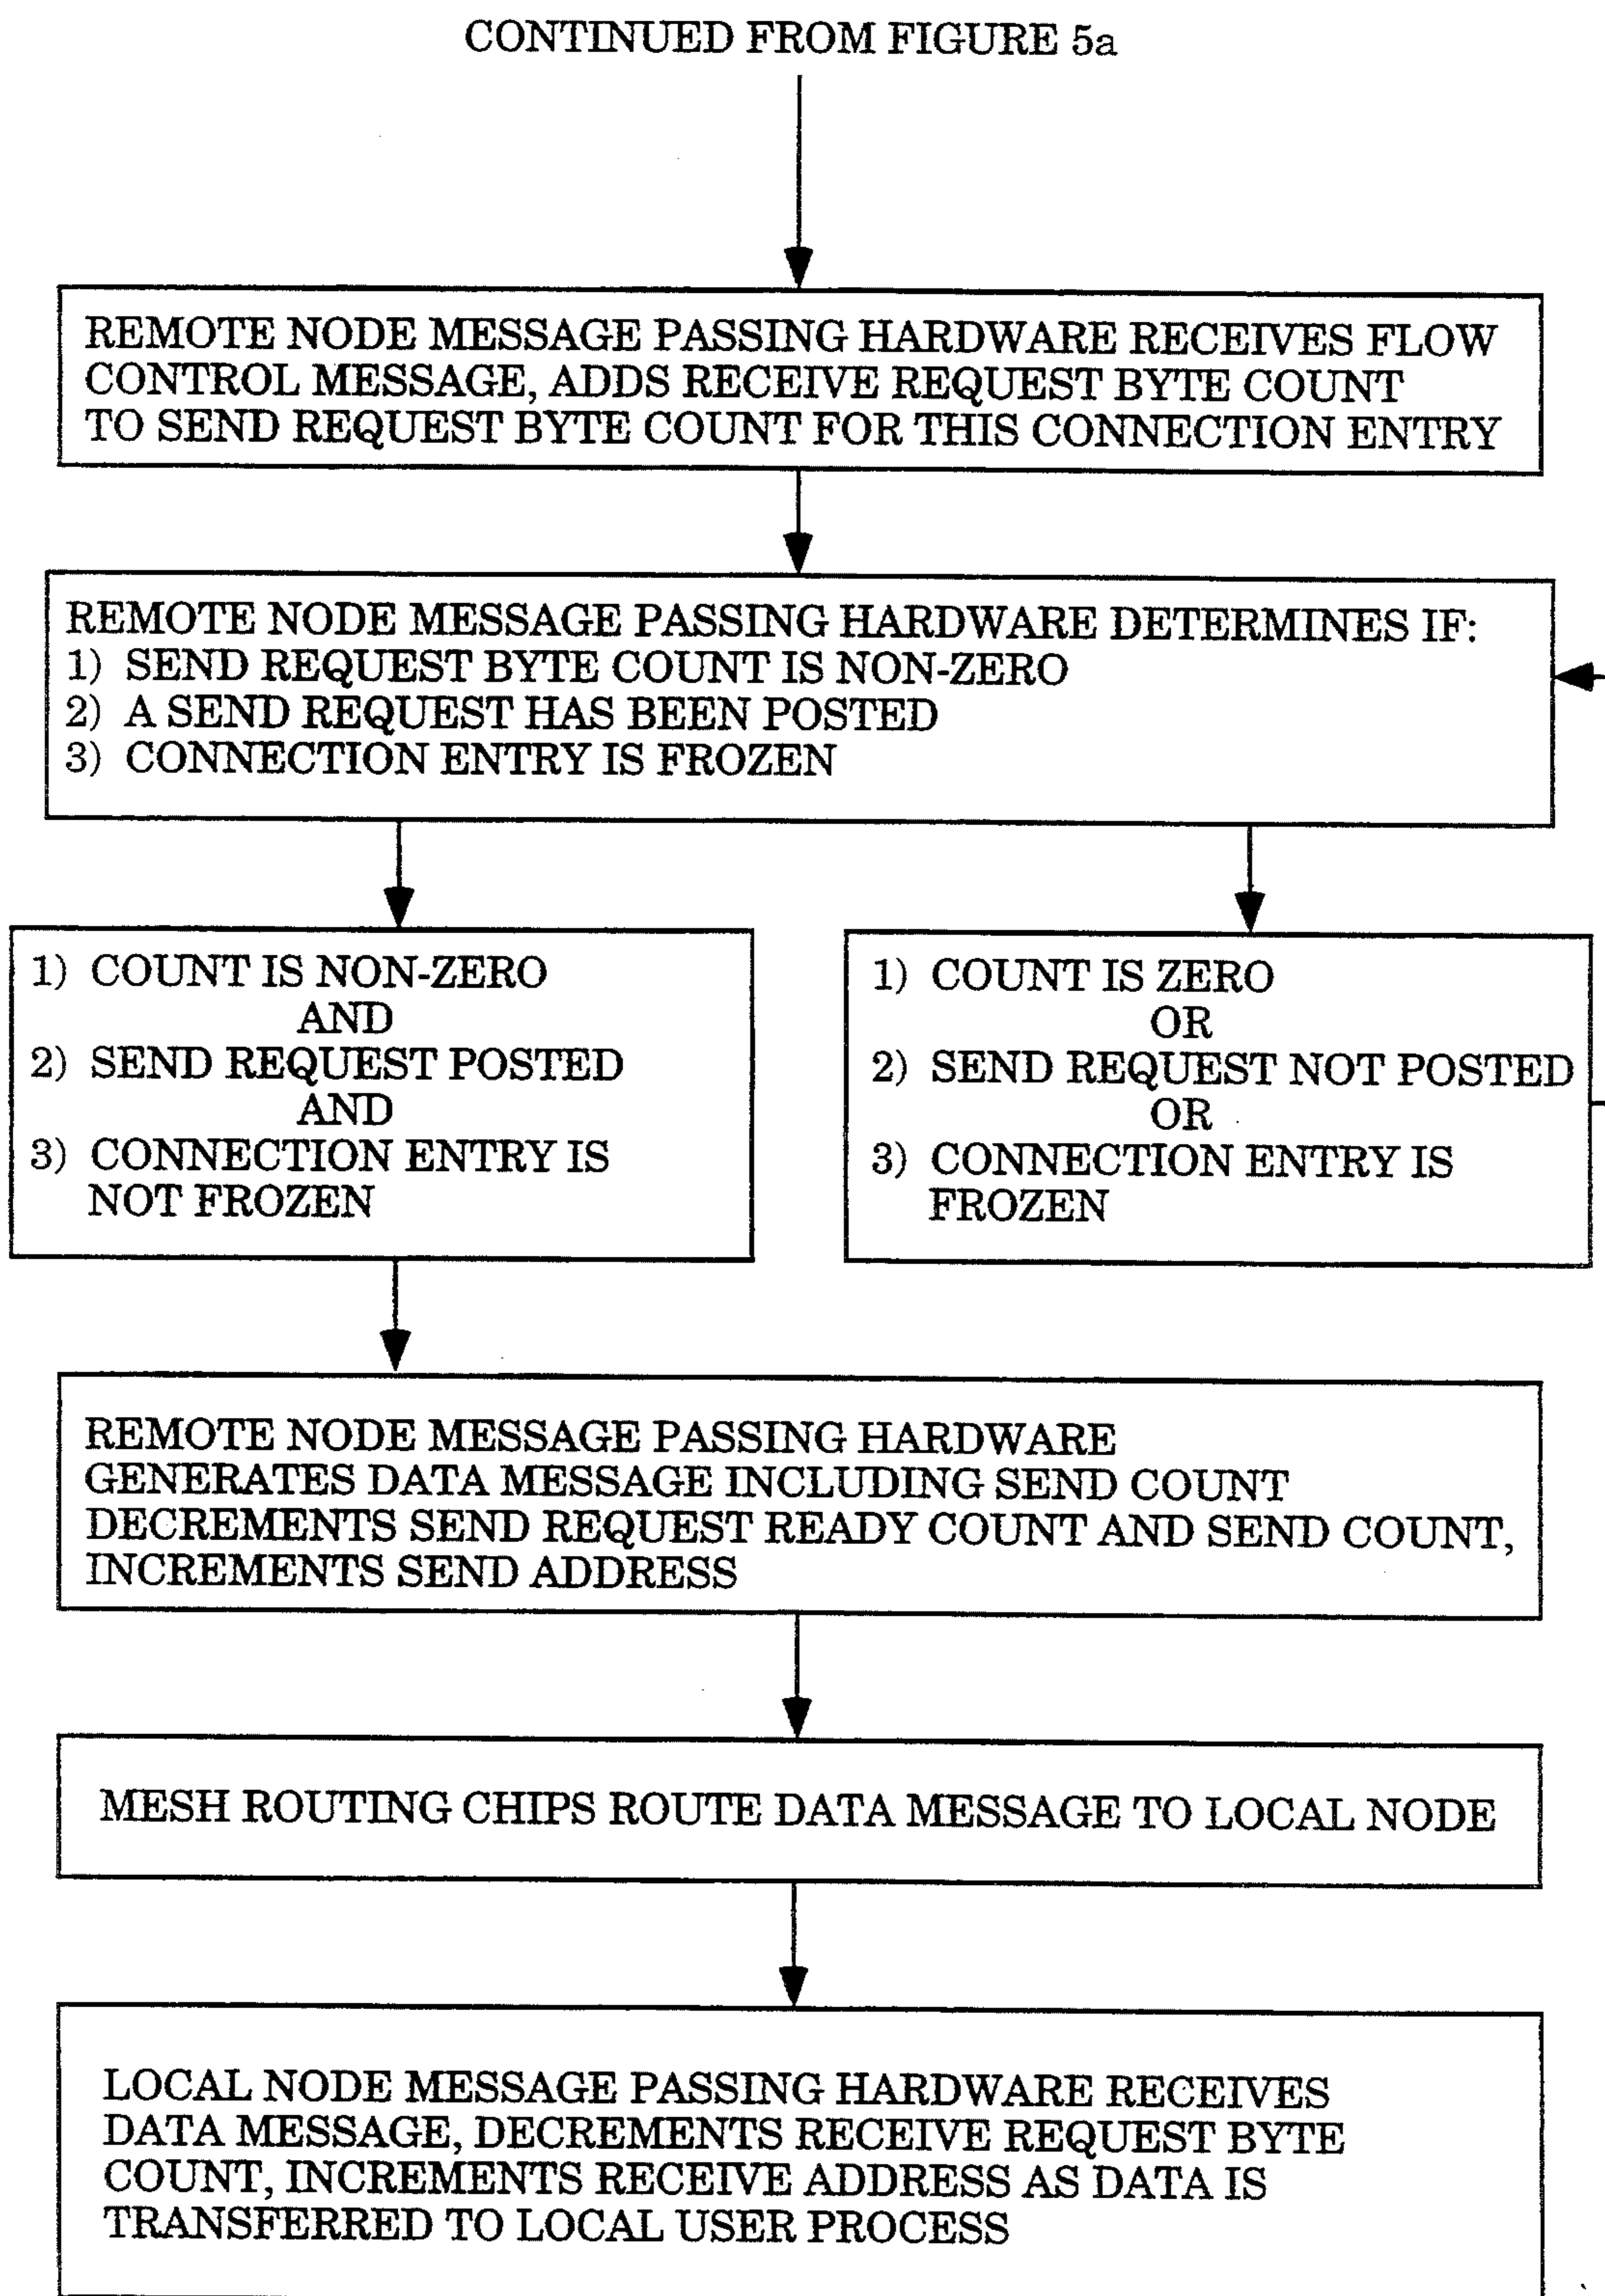 CONTINUED FROM FIGURE 5a
REMOTE NODE MESSAGE PASSING HARDWARE RECEIVES FLOW
CONTROL MESSAGE, ADDS RECEIVE REQUEST BYTE COUNT
TO SEND REQUEST BYTE COUNT FOR THIS CONNECTION ENTRY
REMOTE NODE MESSAGE PASSING HARDWARE DETERMINES IF:
1) SEND REQUEST BYTE COUNT IS NON-ZERO
2) A SEND REQUEST HAS BEEN POSTED
3) CONNECTION ENTRY IS FROZEN
1) COUNT IS NON-ZERO
AND
2) SEND REQUEST POSTED
AND
3) CONNECTION ENTRY IS
NOT FROZEN
1) COUNT IS ZERO
OR
2) SEND REQUEST NOT POSTED
OR
3) CONNECTION ENTRY IS
FROZEN
REMOTE NODE MESSAGE PASSING HARDWARE
GENERATES DATA MESSAGE INCLUDING SEND COUNT
DECREMENTS SEND REQUEST READY COUNT AND SEND COUNT,
INCREMENTS SEND ADDRESS
MESH ROUTING CHIPS ROUTE DATA MESSAGE TO LOCAL NODE
LOCAL NODE MESSAGE PASSING HARDWARE RECEIVES
DATA MESSAGE, DECREMENTS RECEIVE REQUEST BYTE
COUNT, INCREMENTS RECEIVE ADDRESS AS DATA IS
TRANSFERRED TO LOCAL USER PROCESS